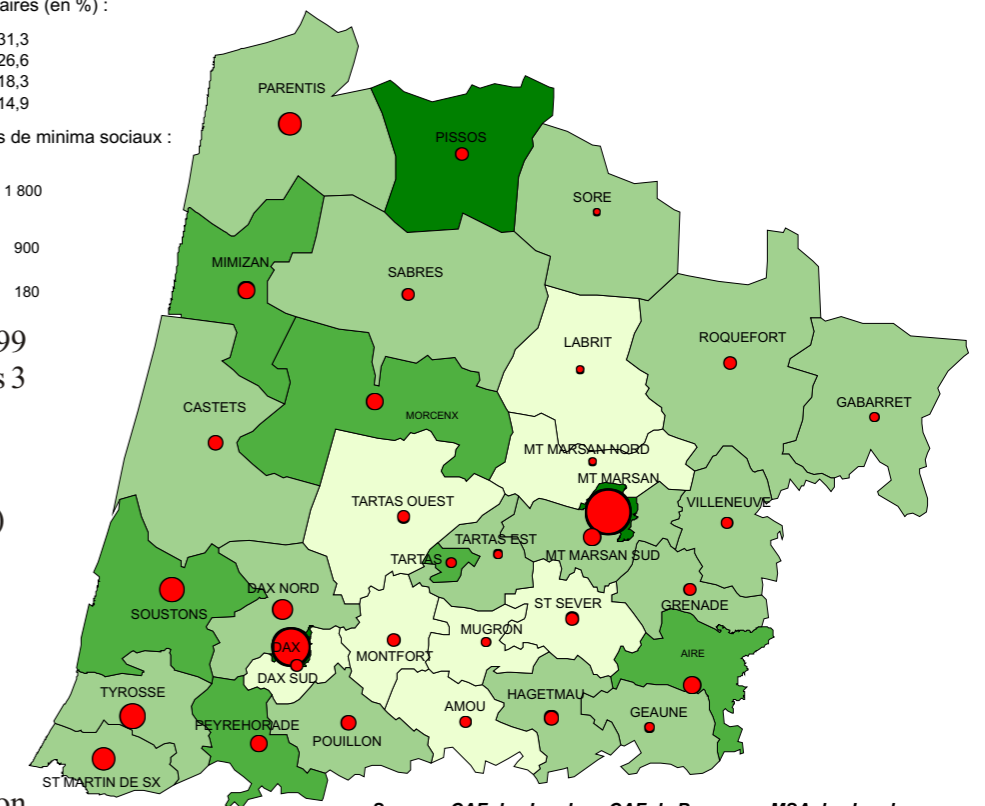 aires (en %) :
31,3
26,6
18,3
14,9
s de minima sociaux :
1 800
900
180
99
s 3
)
on
PARENTIS
PISSOS
SORE
MIMIZAN
SABRES
LABRIT
ROQUEFORT
GABARRET
CASTETS
MORCENX
MT MARSAN NORD
MT MARSAN
TARTAS OUEST
VILLENEUVE
TARTAS EST
MT MARSAN SUD
TARTAS
DAX NORD
SOUSTONS
ST SEVER
GRENADE
MUGRON
DAX
MONTFORT
AIRE
DAX SUD
TYROSSE
HAGETMAU
AMOU
GEAUNE
PEYREHORADE
POUILLON
ST MARTIN DE SX